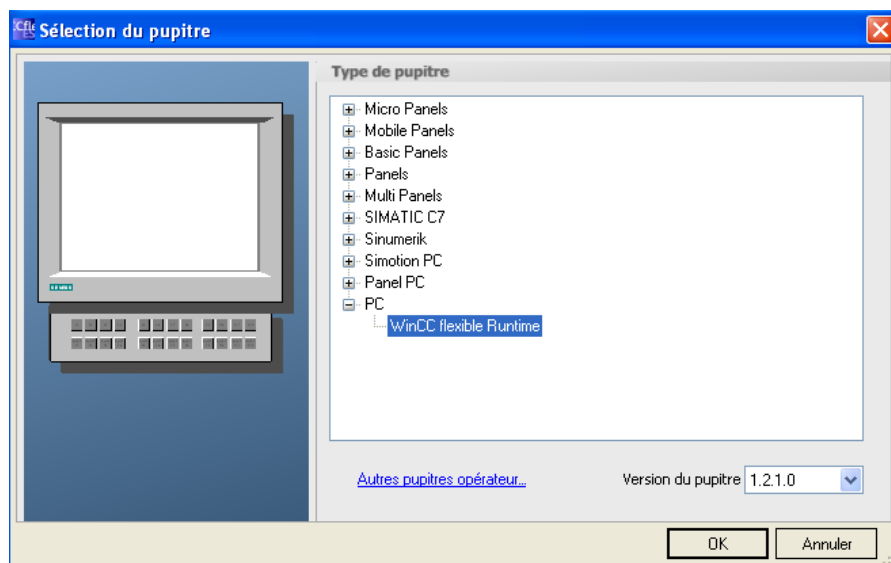 Sélection du pupitre
Type de pupitre
Micro Panels
Mobile Panels
Basic Panels
Panels
Multi Panels
SIMATIC C7
Sinumerik
Simotion PC
Panel PC
PC
WinCC flexible Runtime
Autres pupitres opérateur...
Version du pupitre 1.2.1.0
OK
Annuler